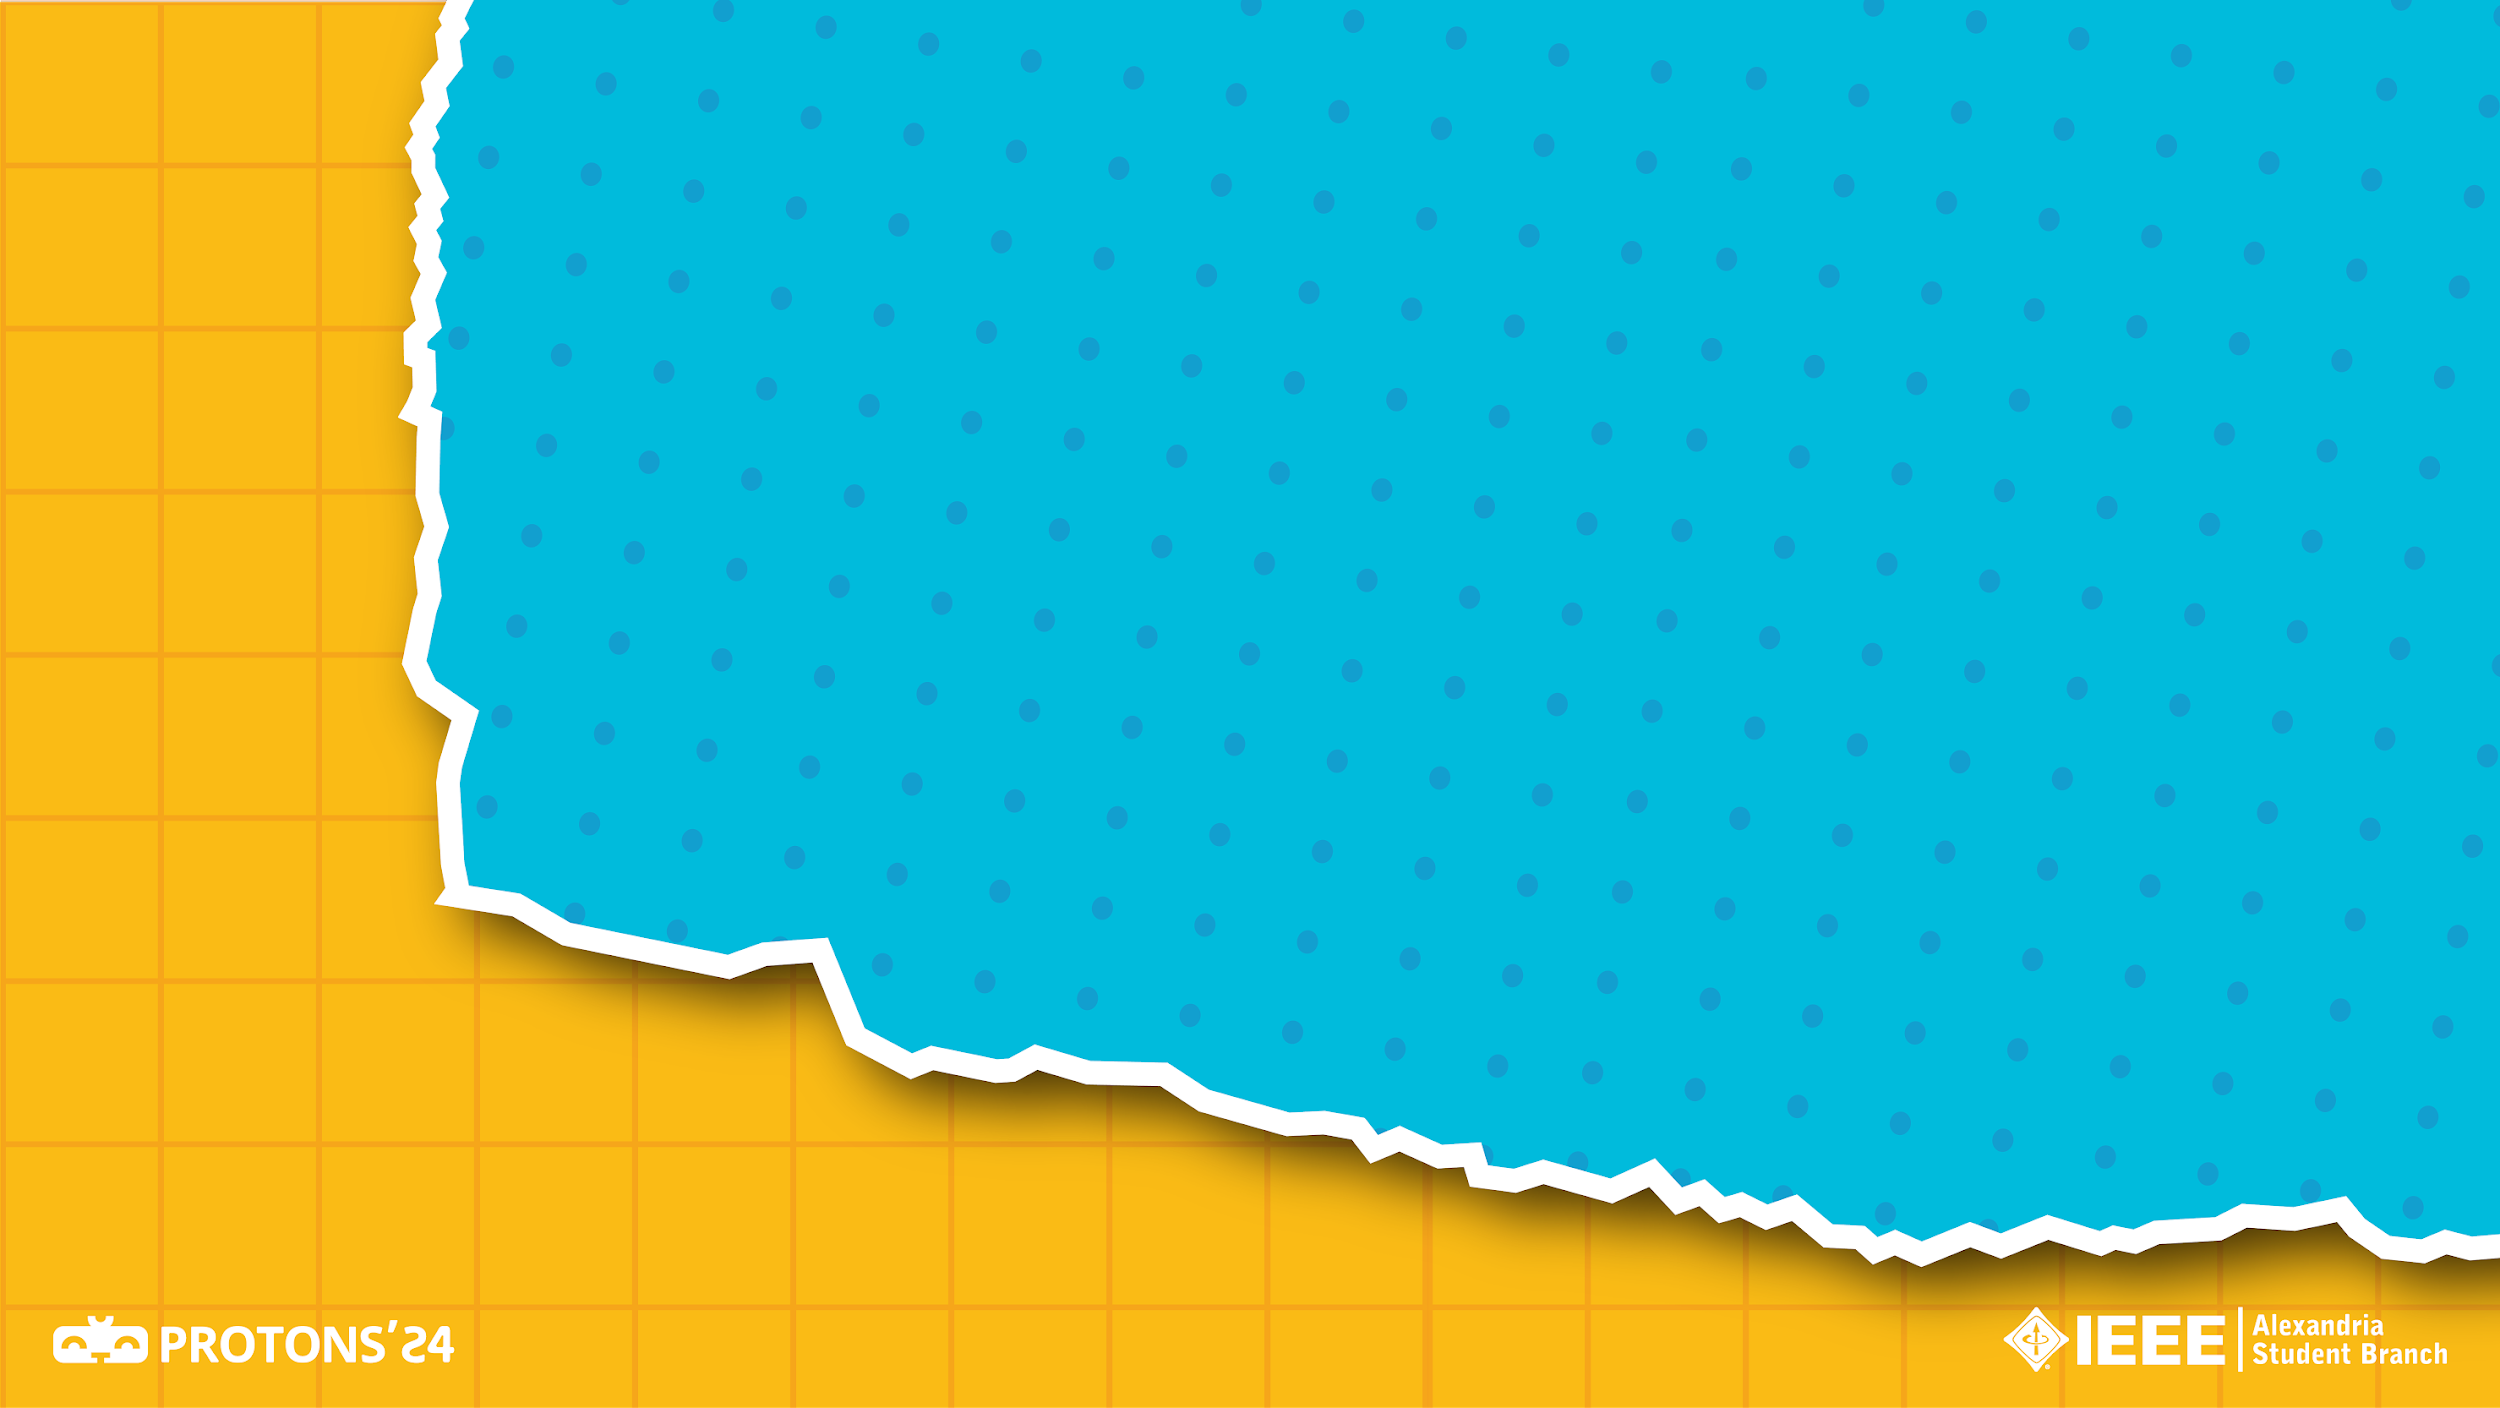 PROTONS'24
IEEE
Alexandria
Student Branch